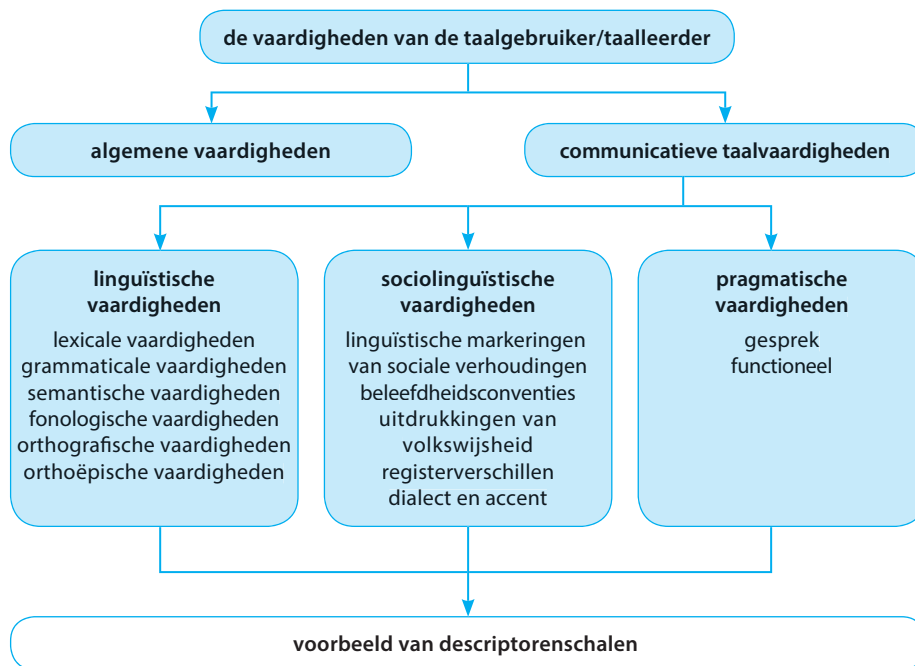 de vaardigheden van de taalgebruiker/taalleerder
algemene vaardigheden
communicatieve taalvaardigheden
linguïstische
vaardigheden
lexicale vaardigheden
grammaticale vaardigheden
semantische vaardigheden
fonologische vaardigheden
orthografische vaardigheden
orthoëpische vaardigheden
sociolinguïstische
vaardigheden
linguïstische markeringen
van sociale verhoudingen
beleefdheidsconventies
uitdrukkingen van
volkswijsheid
registerverschillen
dialect en accent
pragmatische
vaardigheden
gesprek
functioneel
voorbeeld van descriptorenschalen